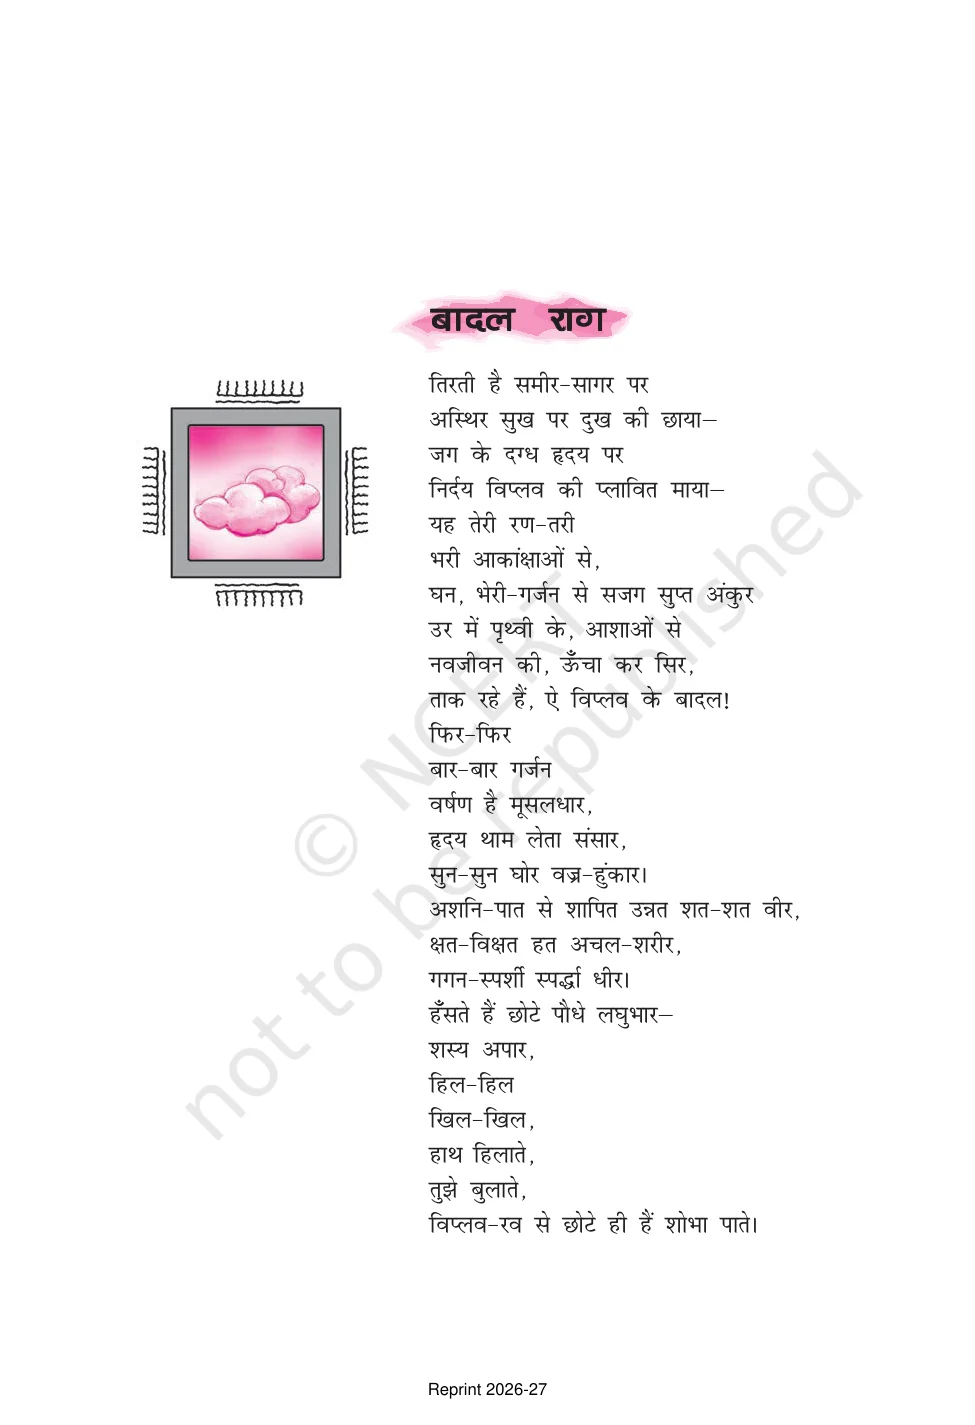 बादल राग
तिरती है समीर-सागर पर
अस्थिर सुख पर दुख की छाया–
जग के दग्ध हृदय पर
निर्दय विप्लव की प्लावित माया–
यह तेरी रण-तरी
भरी आकांक्षाओं से,
घन, भेरी-गर्जन से सजग सुप्त अंकुर
उर में पृथ्वी के, आशाओं से
नवजीवन की, ऊँचा कर सिर,
ताक रहे हैं, ऐ विप्लव के बादल!
फिर-फिर
बार-बार गर्जन
वर्षण है मूसलधार,
हृदय थाम लेता संसार,
सुन-सुन घोर वज्र-हुंकार।
अशनि-पात से शापित उन्नत शत-शत वीर,
क्षत-विक्षत हत अचल-शरीर,
गगन-स्पर्शी स्पर्द्धा धीर।
हँसते हैं छोटे पौधे लघुभार–
शस्य अपार,
हिल-हिल
खिल-खिल,
हाथ हिलाते,
तुझे बुलाते,
विप्लव-रव से छोटे ही हैं शोभा पाते।
© NCERT
not to be republished
Reprint 2026-27